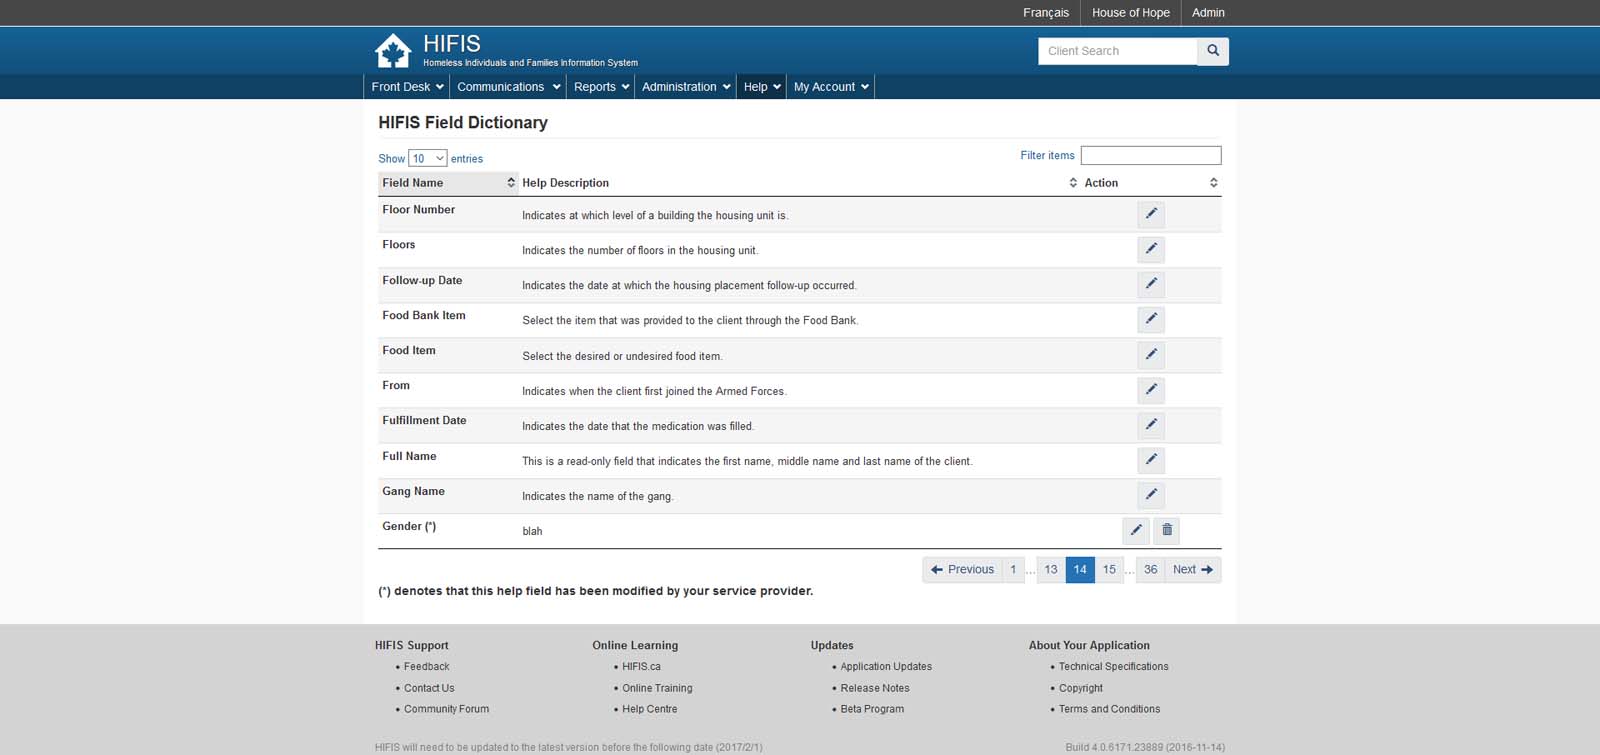 Français House of Hope Admin
HIFIS
Homeless Individuals and Families Information System
Client Search
Front Desk Communications Reports Administration Help My Account
HIFIS Field Dictionary
Show 10 entries Filter items
Field Name Help Description Action
Floor Number Indicates at which level of a building the housing unit is.
Floors Indicates the number of floors in the housing unit.
Follow-up Date Indicates the date at which the housing placement follow-up occurred.
Food Bank Item Select the item that was provided to the client through the Food Bank.
Food Item Select the desired or undesired food item.
From Indicates when the client first joined the Armed Forces.
Fulfillment Date Indicates the date that the medication was filled.
Full Name This is a read-only field that indicates the first name, middle name and last name of the client.
Gang Name Indicates the name of the gang.
Gender (*) blah
Previous 1 ... 13 14 15 ... 36 Next
(*) denotes that this help field has been modified by your service provider.
HIFIS Support Online Learning Updates About Your Application
• Feedback • HIFIS.ca • Application Updates • Technical Specifications
• Contact Us • Online Training • Release Notes • Copyright
• Community Forum • Help Centre • Beta Program • Terms and Conditions
HIFIS will need to be updated to the latest version before the following date (2017/2/1) Build 4.0.6171.23889 (2016-11-14)